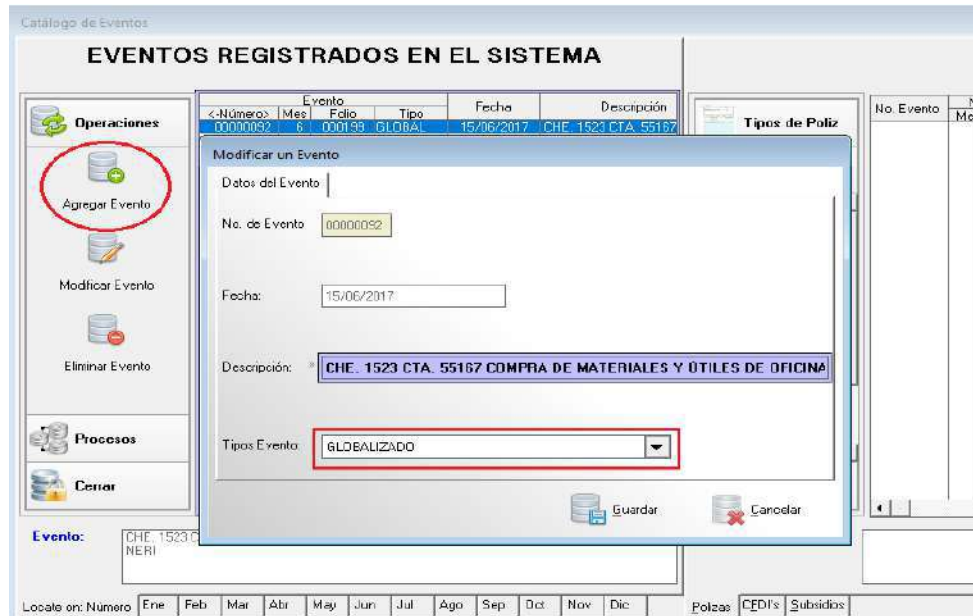 Catálogo de Eventos
EVENTOS REGISTRADOS EN EL SISTEMA
Operaciones
Agregar Evento
Modificar Evento
Eliminar Evento
Procesos
Cerrar
Evento
Fecha
Descripción
<-Número>
Mes
Folio
Tipo
00000092
6
000199
GLOBAL
15/06/2017
CHE. 1523 CTA. 55167
Tipos de Poliz
No. Evento
Modificar un Evento
Datos del Evento
No. de Evento
00000092
Fecha:
15/06/2017
Descripción:
* CHE. 1523 CTA. 55167 COMPRA DE MATERIALES Y ÚTILES DE OFICINA
Tipos Evento
GLOBALIZADO
Guardar
Cancelar
Evento:
CHE. 1523 C
NERI
Locate on: Número
Ene
Feb
Mar
Abr
May
Jun
Jul
Ago
Sep
Oct
Nov
Dic
Polizas
CFDI's
Subsidios